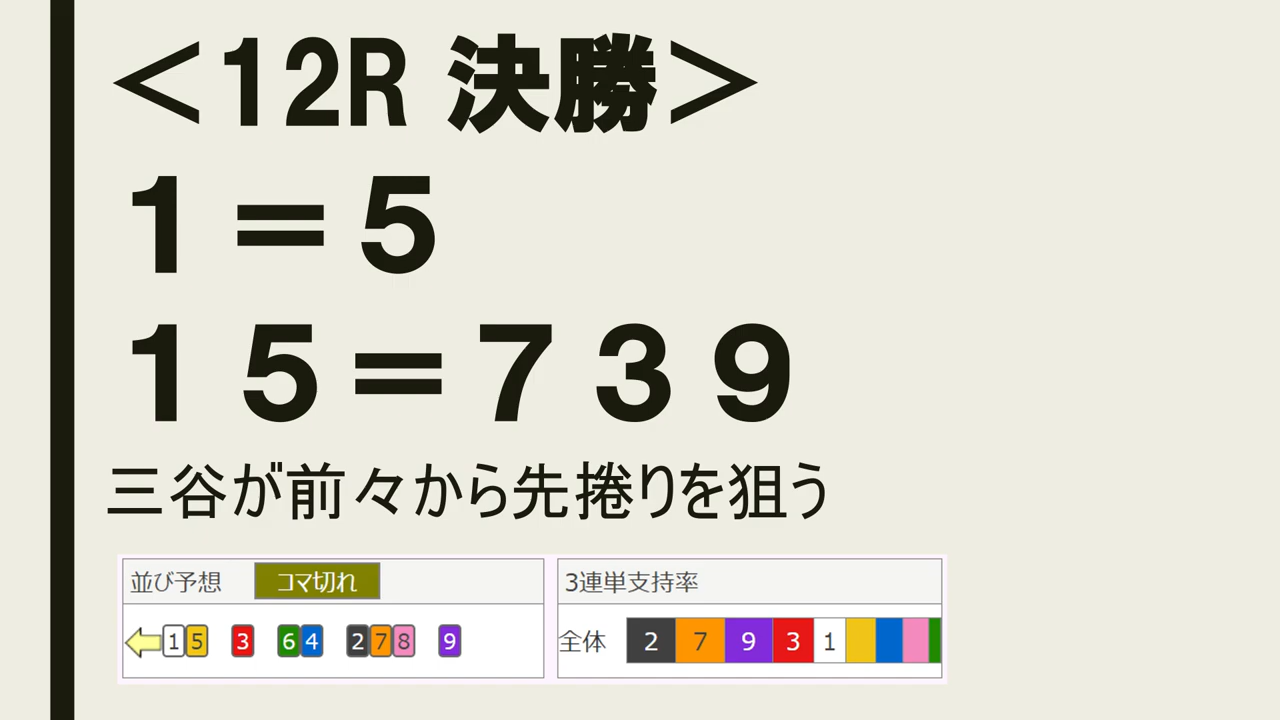 ＜12R 決勝＞
１＝５
１５＝７３９
三谷が前々から先捲りを狙う
並び予想 コマ切れ
1 5 3 6 4 2 7 8 9
3連単支持率
全体 2 7 9 3 1